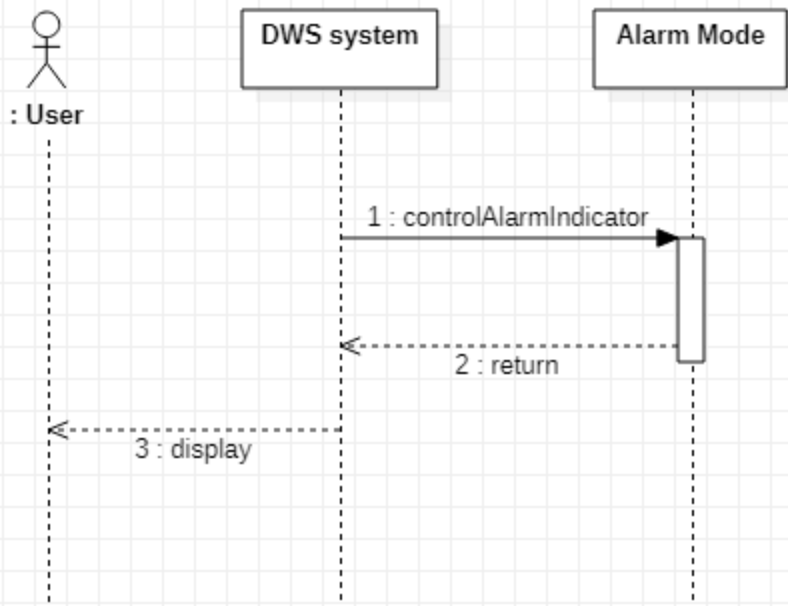 DWS system
Alarm Mode
: User
1 : controlAlarmIndicator
2 : return
3 : display